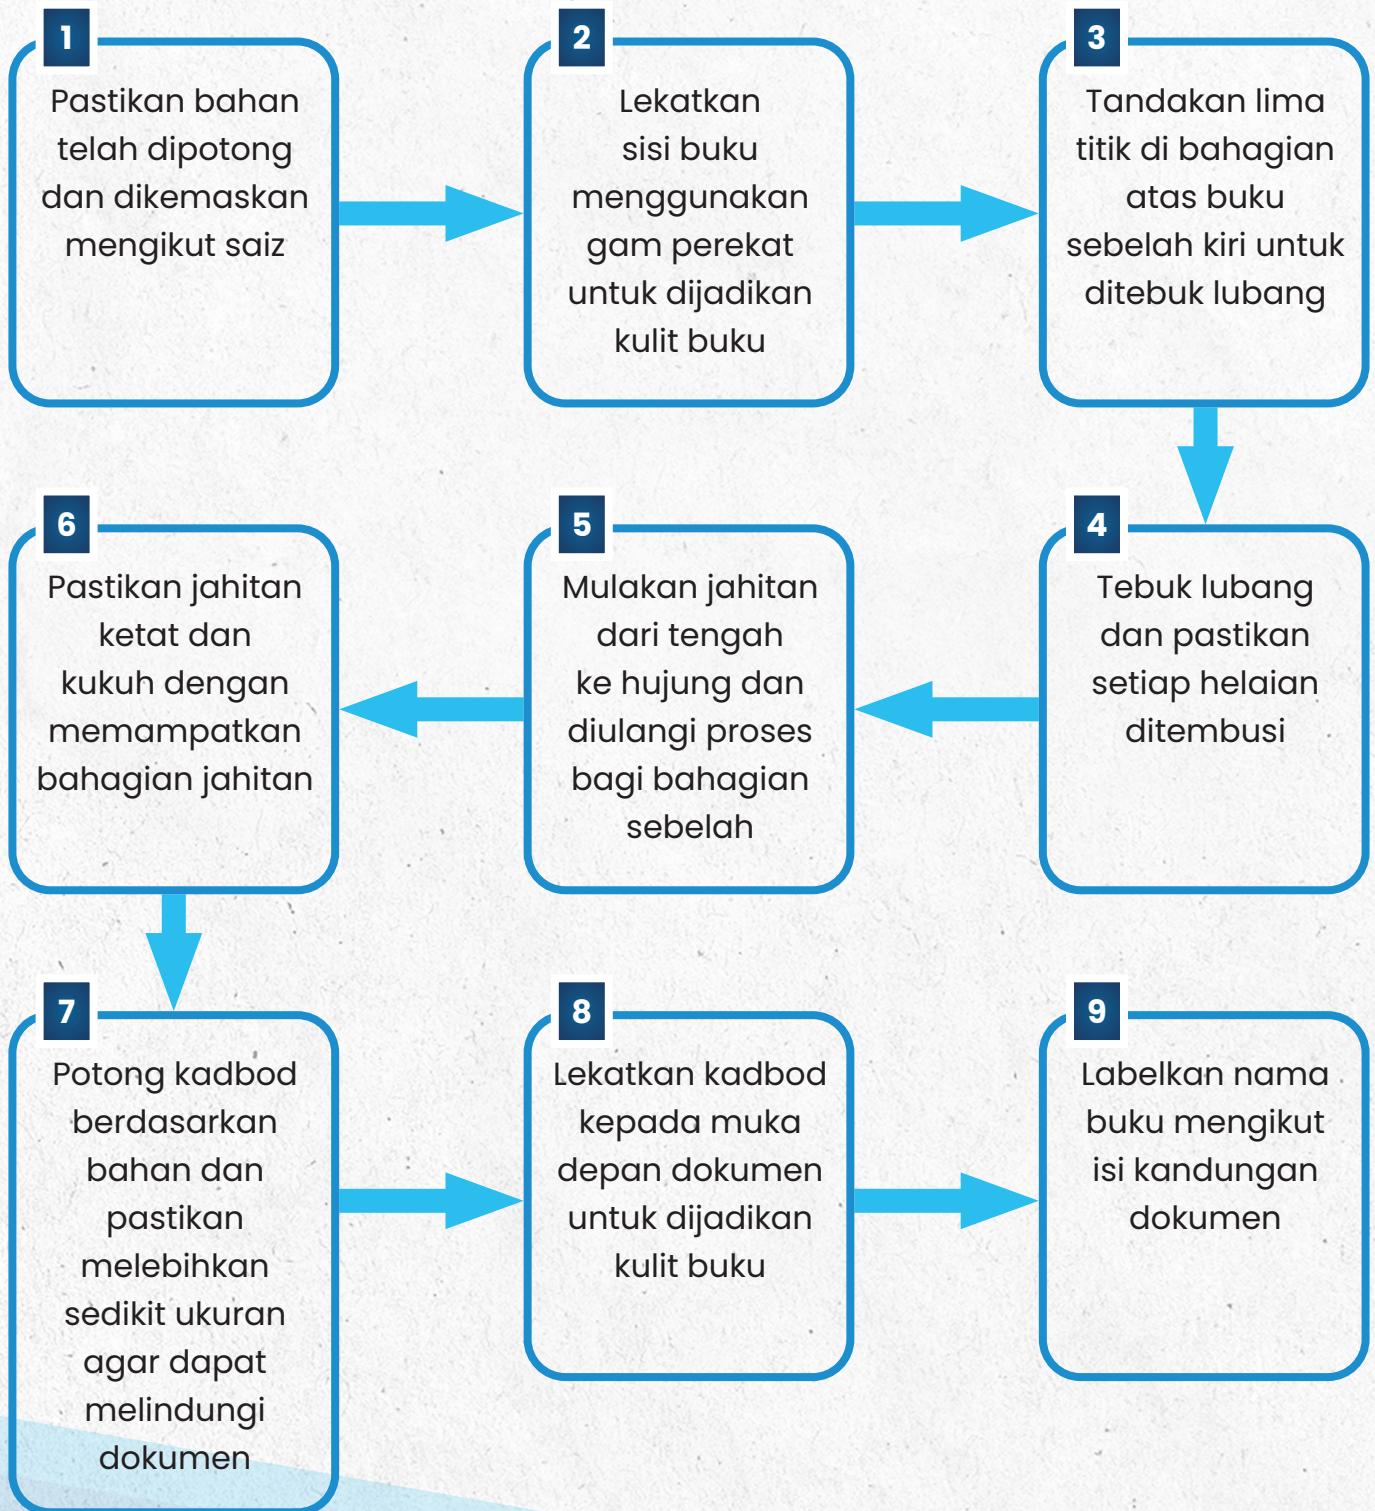 1
Pastikan bahan
telah dipotong
dan dikemaskan
mengikut saiz
2
Lekatkan
sisi buku
menggunakan
gam perekat
untuk dijadikan
kulit buku
3
Tandakan lima
titik di bahagian
atas buku
sebelah kiri untuk
ditebuk lubang
4
Tebuk lubang
dan pastikan
setiap helaian
ditembusi
5
Mulakan jahitan
dari tengah
ke hujung dan
diulangi proses
bagi bahagian
sebelah
6
Pastikan jahitan
ketat dan
kukuh dengan
memampatkan
bahagian jahitan
7
Potong kadbod
berdasarkan
bahan dan
pastikan
melebihkan
sedikit ukuran
agar dapat
melindungi
dokumen
8
Lekatkan kadbod
kepada muka
depan dokumen
untuk dijadikan
kulit buku
9
Labelkan nama
buku mengikut
isi kandungan
dokumen